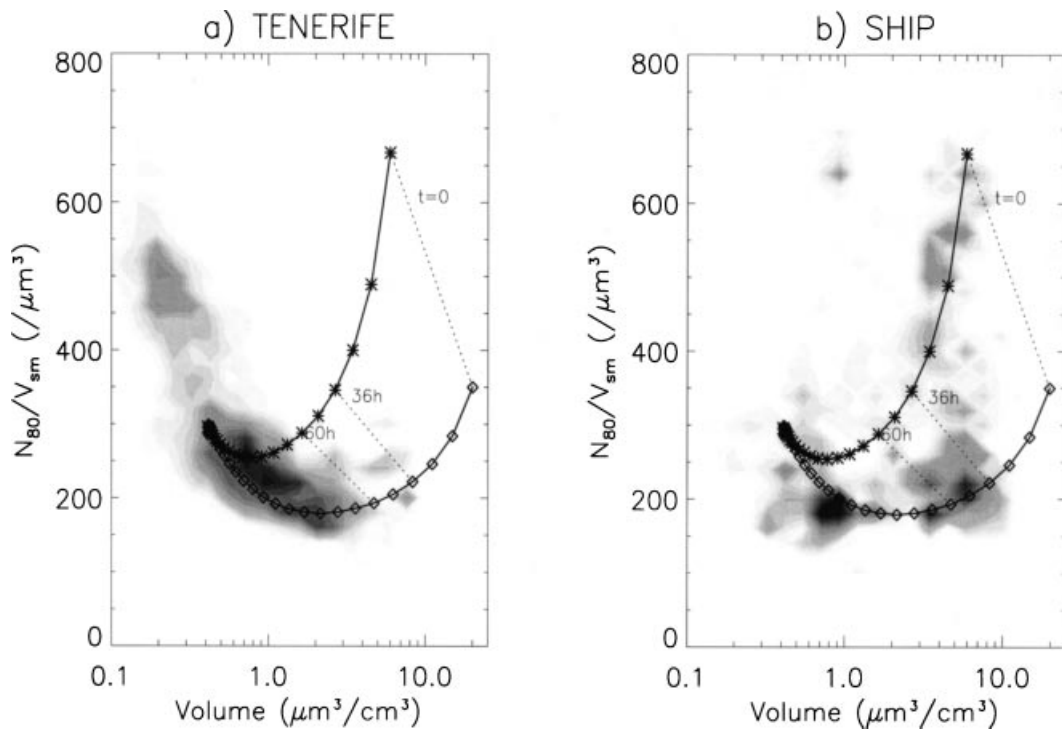 a) TENERIFE
800
600
400
200
0
N₈₀/Vₛₘ (/μm³)
t=0
36h
60h
0.1 1.0 10.0
Volume (μm³/cm³)
b) SHIP
800
600
400
200
0
N₈₀/Vₛₘ (/μm³)
t=0
36h
60h
0.1 1.0 10.0
Volume (μm³/cm³)